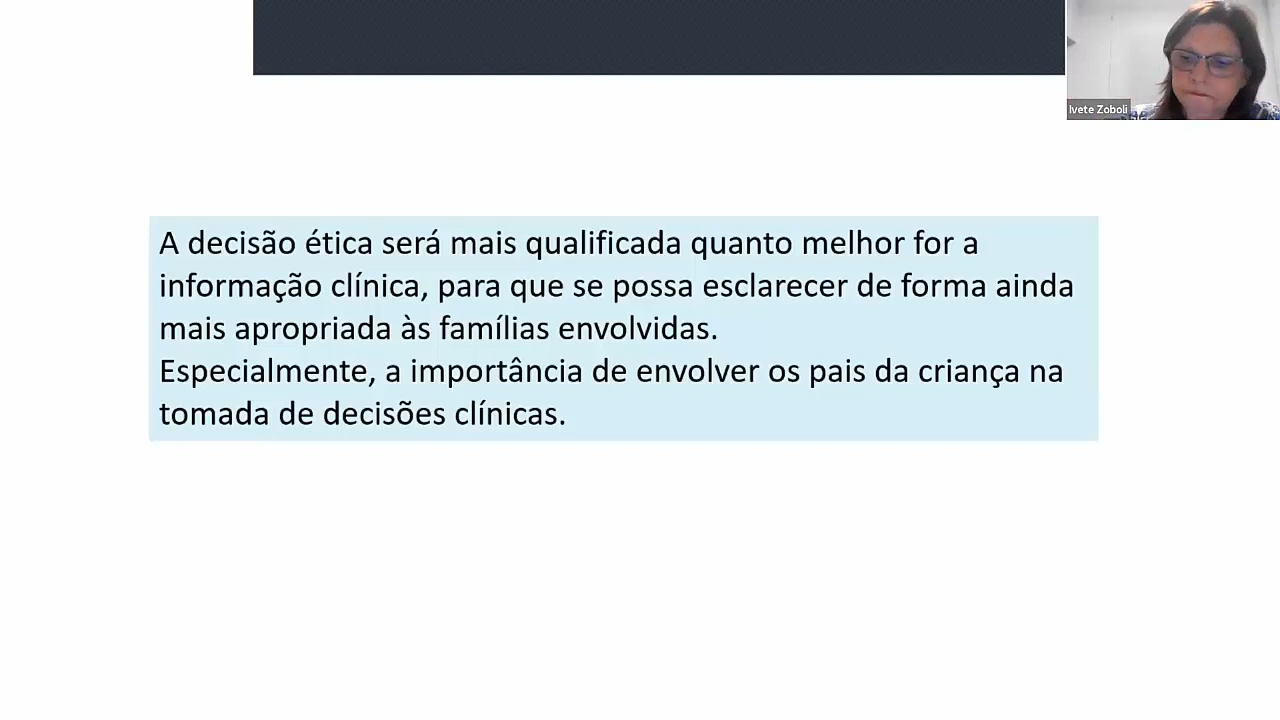 Ivete Zoboli
A decisão ética será mais qualificada quanto melhor for a
informação clínica, para que se possa esclarecer de forma ainda
mais apropriada às famílias envolvidas.
Especialmente, a importância de envolver os pais da criança na
tomada de decisões clínicas.